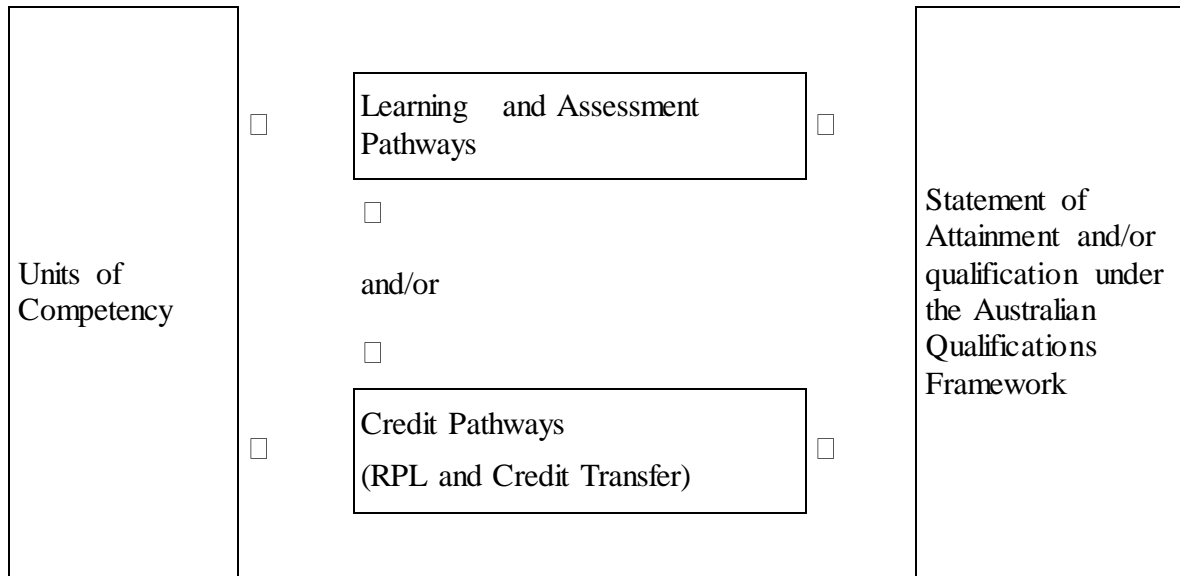 Units of
Competency
Learning and Assessment
Pathways
and/or
Credit Pathways
(RPL and Credit Transfer)
Statement of
Attainment and/or
qualification under
the Australian
Qualifications
Framework